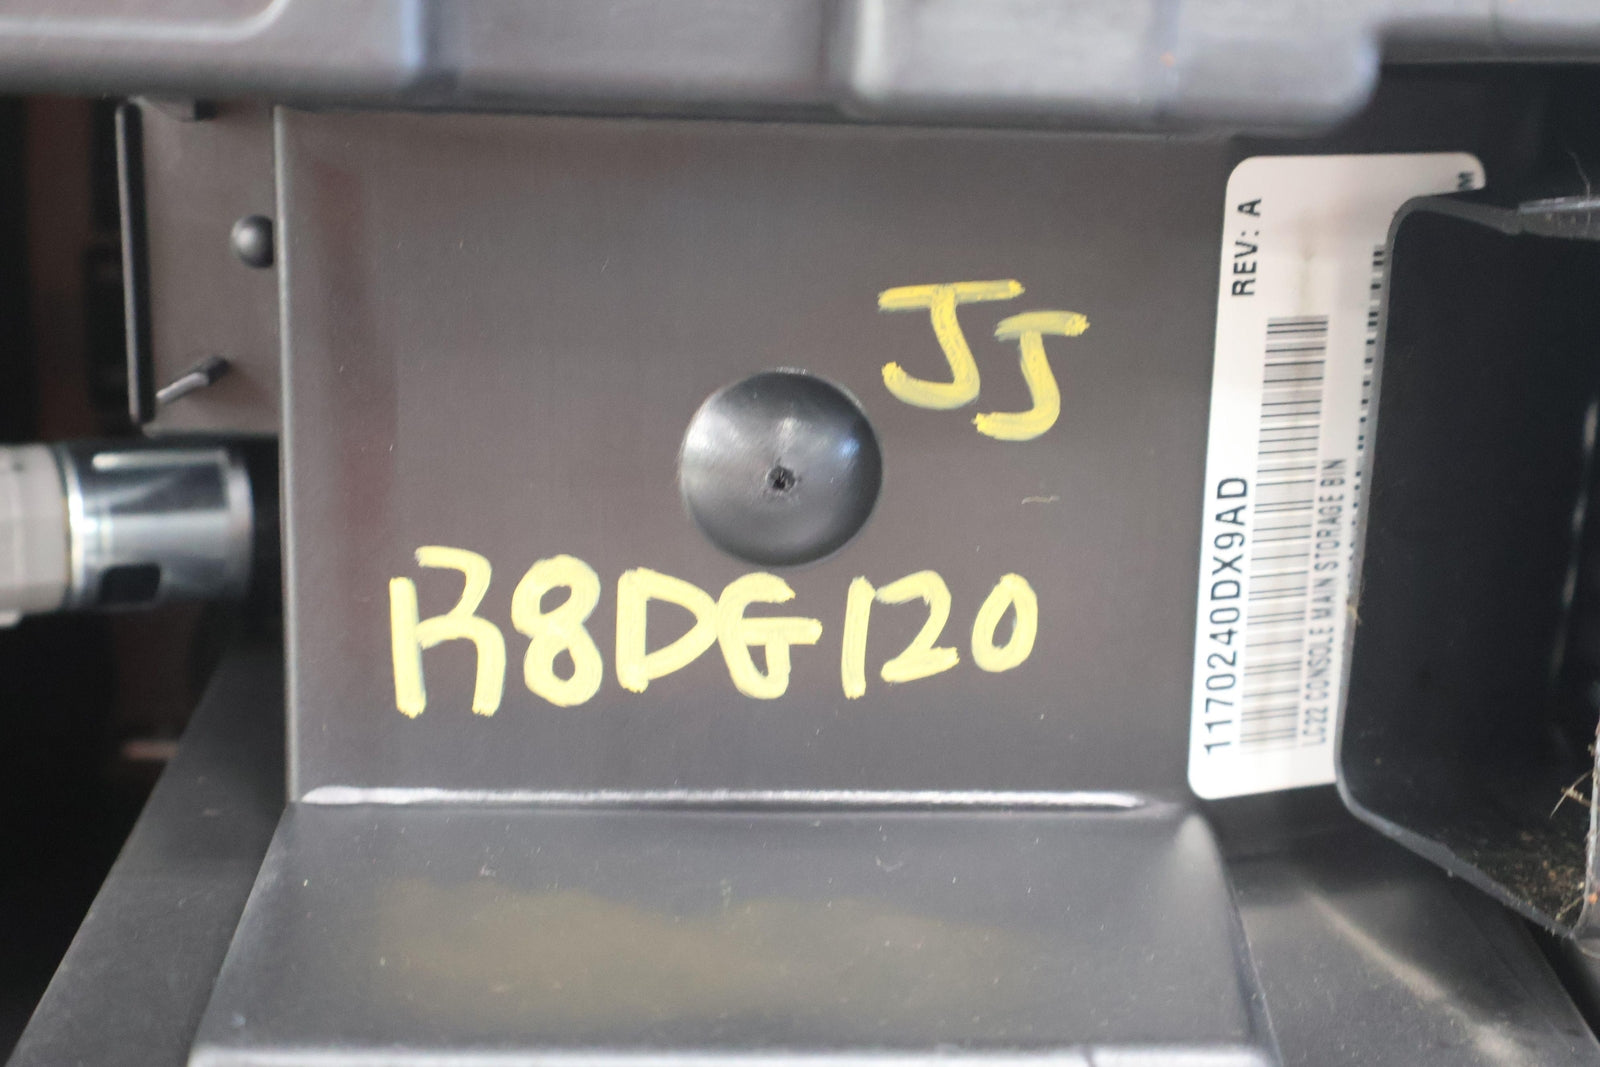 JJ
R8DG120
REV: A
1170240DX9AD
LC22 CONSOLE MAIN STORAGE BIN